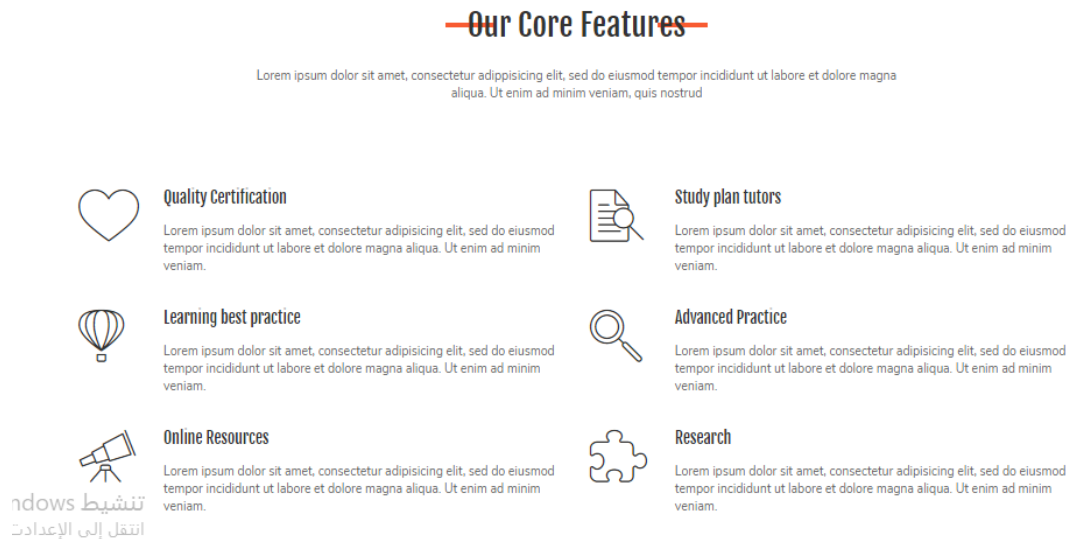 Our Core Features
Lorem ipsum dolor sit amet, consectetur adippisicing elit, sed do eiusmod tempor incididunt ut labore et dolore magna
aliqua. Ut enim ad minim veniam, quis nostrud
Quality Certification
Lorem ipsum dolor sit amet, consectetur adipisicing elit, sed do eiusmod
tempor incididunt ut labore et dolore magna aliqua. Ut enim ad minim
veniam.
Study plan tutors
Lorem ipsum dolor sit amet, consectetur adipisicing elit, sed do eiusmod
tempor incididunt ut labore et dolore magna aliqua. Ut enim ad minim
veniam.
Learning best practice
Lorem ipsum dolor sit amet, consectetur adipisicing elit, sed do eiusmod
tempor incididunt ut labore et dolore magna aliqua. Ut enim ad minim
veniam.
Advanced Practice
Lorem ipsum dolor sit amet, consectetur adipisicing elit, sed do eiusmod
tempor incididunt ut labore et dolore magna aliqua. Ut enim ad minim
veniam.
Online Resources
Lorem ipsum dolor sit amet, consectetur adipisicing elit, sed do eiusmod
tempor incididunt ut labore et dolore magna aliqua. Ut enim ad minim
veniam.
Research
Lorem ipsum dolor sit amet, consectetur adipisicing elit, sed do eiusmod
tempor incididunt ut labore et dolore magna aliqua. Ut enim ad minim
veniam.
تنشيط
انتقل إلى